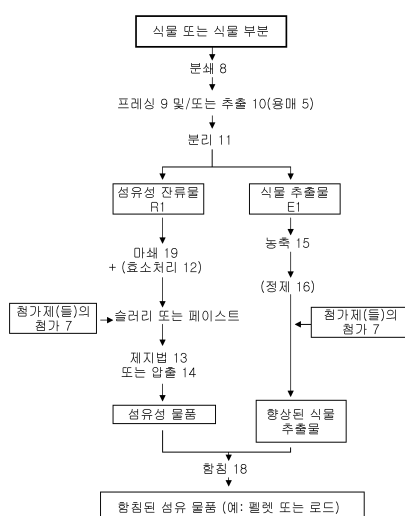 식물 또는 식물 부분
분쇄 8
프레싱 9 및/또는 추출 10(용매 5)
분리 11
섬유성 잔류물
R1
식물 추출물
E1
마쇄 19
+ (효소처리 12)
농축 15
(정제 16)
첨가제(들)의
첨가 7
슬러리 또는 페이스트
첨가제(들)의
첨가 7
제지법 13
또는 압출 14
섬유성 물품
향상된 식물
추출물
함침 18
함침된 섬유 물품 (예: 펠렛 또는 로드)